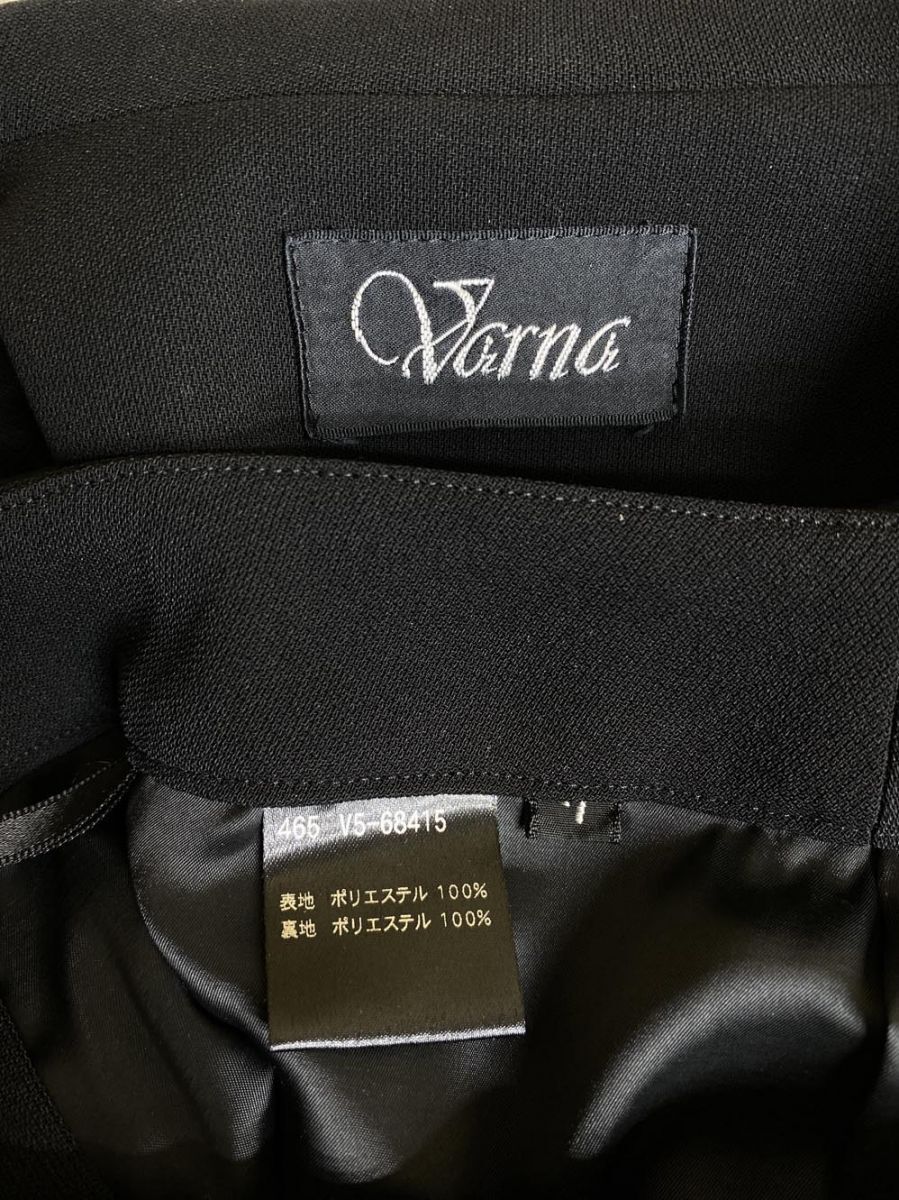 Varna
465 V5-68415
表地 ポリエステル 100%
裏地 ポリエステル 100%